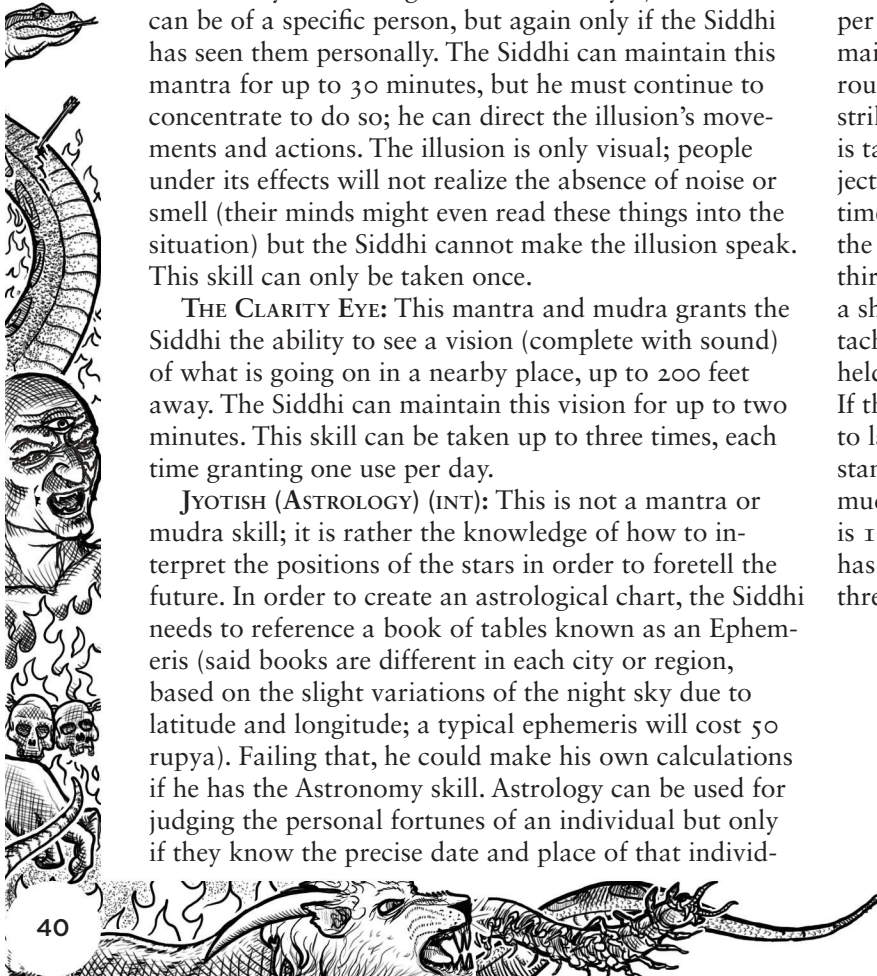 can be of a specific person, but again only if the Siddhi
has seen them personally. The Siddhi can maintain this
mantra for up to 30 minutes, but he must continue to
concentrate to do so; he can direct the illusion's move-
ments and actions. The illusion is only visual; people
under its effects will not realize the absence of noise or
smell (their minds might even read these things into the
situation) but the Siddhi cannot make the illusion speak.
This skill can only be taken once.
The Clarity Eye: This mantra and mudra grants the
Siddhi the ability to see a vision (complete with sound)
of what is going on in a nearby place, up to 200 feet
away. The Siddhi can maintain this vision for up to two
minutes. This skill can be taken up to three times, each
time granting one use per day.
Jyotish (Astrology) (int): This is not a mantra or
mudra skill; it is rather the knowledge of how to in-
terpret the positions of the stars in order to foretell the
future. In order to create an astrological chart, the Siddhi
needs to reference a book of tables known as an Ephem-
eris (said books are different in each city or region,
based on the slight variations of the night sky due to
latitude and longitude; a typical ephemeris will cost 50
rupya). Failing that, he could make his own calculations
if he has the Astronomy skill. Astrology can be used for
judging the personal fortunes of an individual but only
if they know the precise date and place of that individ-
per
is
time
the
a
If
to
is 1
has
40